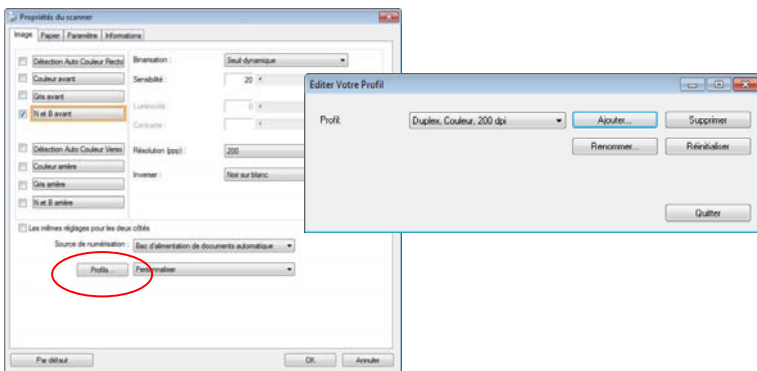 Propriétés du scanner
Image Papier Paramètre Informations
Détection Auto Couleur Recto
Couleur avant
Gris avant
N et B avant
Détection Auto Couleur Verso
Couleur arrière
Gris arrière
N et B arrière
Binarisation :
Seuil dynamique
Sensibilité :
20
Luminosité :
0
Contraste :
Résolution (ppp) :
200
Inverser :
Noir sur blanc
Les mêmes réglages pour les deux côtés
Source de numérisation :
Bac d'alimentation de documents automatique
Profils...
Personnaliser
Par défaut
OK
Annuler
Editer Votre Profil
Profil:
Duplex, Couleur, 200 dpi
Ajouter...
Supprimer
Renommer...
Réinitialiser
Quitter